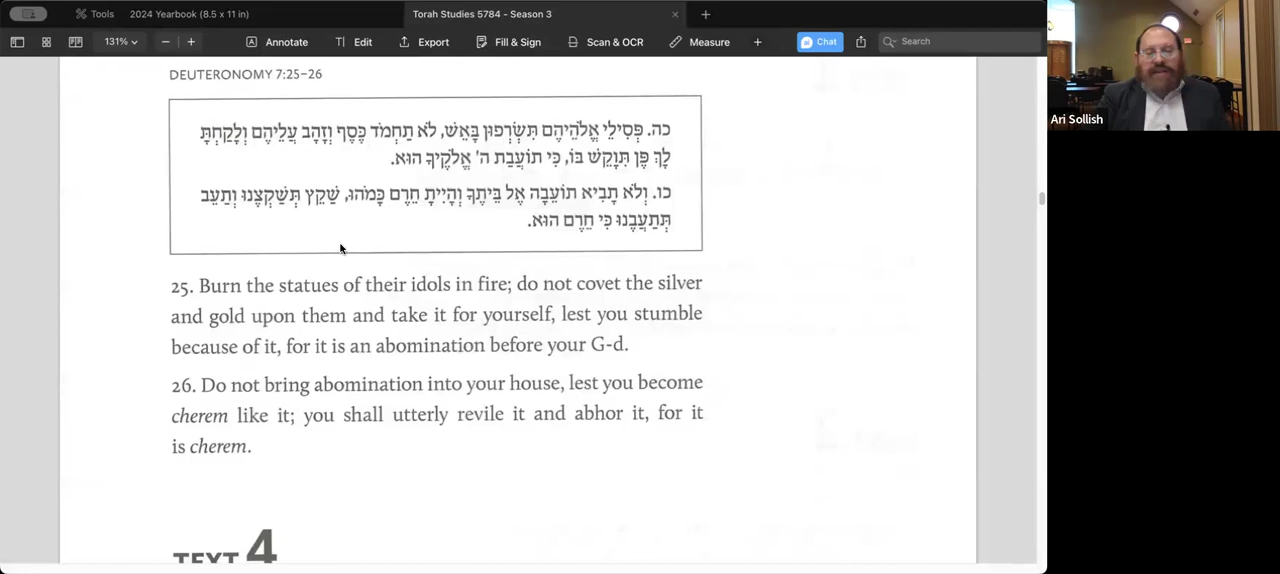 Tools
2024 Yearbook (8.5 x 11 in)
Torah Studies 5784 - Season 3
131%
Annotate
Edit
Export
Fill & Sign
Scan & OCR
Measure
Chat
Search
Ari Sollish
DEUTERONOMY 7:25–26
כה. פְּסִילֵי אֱלֹהֵיהֶם תִּשְׂרְפוּן בָּאֵשׁ, לֹא תַחְמֹד כֶּסֶף וְזָהָב עֲלֵיהֶם וְלָקַחְתָּ
לָךְ פֶּן תִּוָּקֵשׁ בּוֹ, כִּי תוֹעֲבַת ה' אֱלֹקֶיךָ הוּא.
כו. וְלֹא תָבִיא תוֹעֵבָה אֶל בֵּיתֶךָ וְהָיִיתָ חֵרֶם כָּמֹהוּ, שַׁקֵּץ תְּשַׁקְּצֶנּוּ וְתַעֵב
תְּתַעֲבֶנּוּ כִּי חֵרֶם הוּא.
25. Burn the statues of their idols in fire; do not covet the silver
and gold upon them and take it for yourself, lest you stumble
because of it, for it is an abomination before your G-d.
26. Do not bring abomination into your house, lest you become
cherem like it; you shall utterly revile it and abhor it, for it
is cherem.
TEXT 4